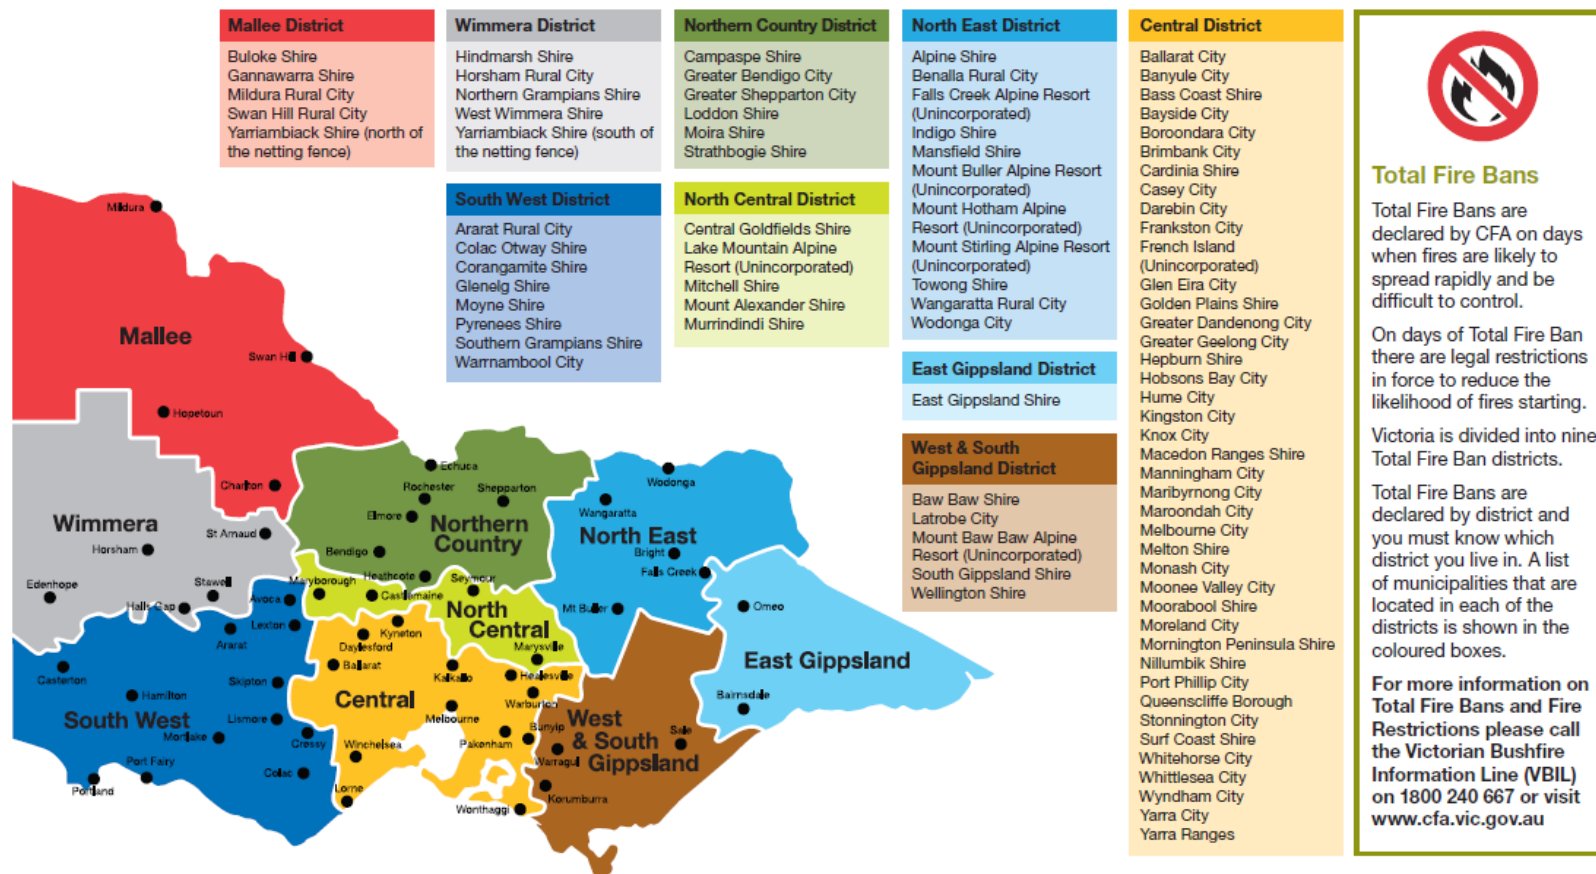 Mallee District
Buloke Shire
Gannawarra Shire
Mildura Rural City
Swan Hill Rural City
Yarriambiack Shire (north of
the netting fence)
Wimmera District
Hindmarsh Shire
Horsham Rural City
Northern Grampians Shire
West Wimmera Shire
Yarriambiack Shire (south of
the netting fence)
Northern Country District
Campaspe Shire
Greater Bendigo City
Greater Shepparton City
Loddon Shire
Moira Shire
Strathbogie Shire
North East District
Alpine Shire
Benalla Rural City
Falls Creek Alpine Resort
(Unincorporated)
Indigo Shire
Mansfield Shire
Mount Buller Alpine Resort
(Unincorporated)
Mount Hotham Alpine
Resort (Unincorporated)
Mount Stirling Alpine Resort
(Unincorporated)
Towong Shire
Wangaratta Rural City
Wodonga City
Central District
Ballarat City
Banyule City
Bass Coast Shire
Bayside City
Boroondara City
Brimbank City
Cardinia Shire
Casey City
Darebin City
Frankston City
French Island
(Unincorporated)
Glen Eira City
Golden Plains Shire
Greater Dandenong City
Greater Geelong City
Hepburn Shire
Hobsons Bay City
Hume City
Kingston City
Knox City
Macedon Ranges Shire
Manningham City
Maribyrnong City
Maroondah City
Melbourne City
Melton Shire
Monash City
Moonee Valley City
Moorabool Shire
Moreland City
Mornington Peninsula Shire
Nillumbik Shire
Port Phillip City
Queenscliffe Borough
Stonnington City
Surf Coast Shire
Whitehorse City
Whittlesea City
Wyndham City
Yarra City
Yarra Ranges
South West District
Ararat Rural City
Colac Otway Shire
Corangamite Shire
Glenelg Shire
Moyne Shire
Pyrenees Shire
Southern Grampians Shire
Warrnambool City
North Central District
Central Goldfields Shire
Lake Mountain Alpine
Resort (Unincorporated)
Mitchell Shire
Mount Alexander Shire
Murrindindi Shire
East Gippsland District
East Gippsland Shire
West & South
Gippsland District
Baw Baw Shire
Latrobe City
Mount Baw Baw Alpine
Resort (Unincorporated)
South Gippsland Shire
Wellington Shire
Total Fire Bans
Total Fire Bans are
declared by CFA on days
when fires are likely to
spread rapidly and be
difficult to control.
On days of Total Fire Ban
there are legal restrictions
in force to reduce the
likelihood of fires starting.
Victoria is divided into nine
Total Fire Ban districts.
Total Fire Bans are
declared by district and
you must know which
district you live in. A list
of municipalities that are
located in each of the
districts is shown in the
coloured boxes.
For more information on
Total Fire Bans and Fire
Restrictions please call
the Victorian Bushfire
Information Line (VBIL)
on 1800 240 667 or visit
www.cfa.vic.gov.au
Mildura
Mallee
Swan Hill
Hopetoun
Charlton
Wimmera
St Arnaud
Horsham
Edenhope
Stawell
Halls Gap
Echuca
Rochester
Shepparton
Elmore
Northern
Country
Bendigo
Heathcote
Wodonga
Wangaratta
North East
Bright
Falls Creek
Mt Buller
Maryborough
Castlemaine
Seymour
North
Central
Marysville
Omeo
East Gippsland
Bairnsdale
Avoca
Lexton
Ararat
Casterton
Hamilton
Skipton
South West
Lismore
Mortlake
Cressy
Port Fairy
Portland
Colac
Kyneton
Daylesford
Ballarat
Kalkallo
Healesville
Central
Warburton
Melbourne
Bunyip
Pakenham
Winchelsea
Lorne
Wonthaggi
West
& South
Gippsland
Sale
Warragul
Korumburra